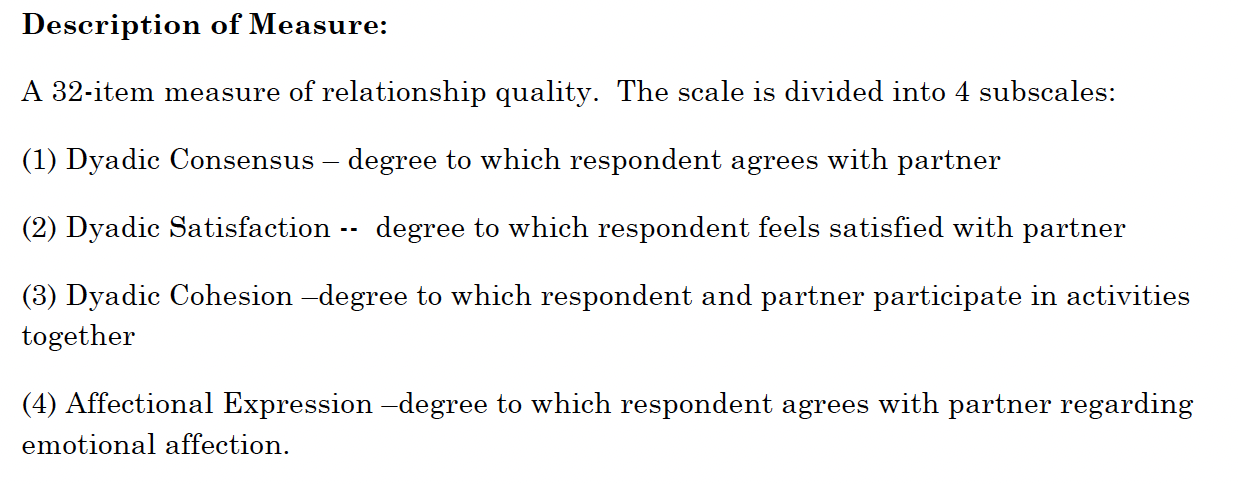 Description of Measure:
A 32-item measure of relationship quality.  The scale is divided into 4 subscales:
(1) Dyadic Consensus – degree to which respondent agrees with partner
(2) Dyadic Satisfaction --  degree to which respondent feels satisfied with partner
(3) Dyadic Cohesion –degree to which respondent and partner participate in activities
together
(4) Affectional Expression –degree to which respondent agrees with partner regarding
emotional affection.